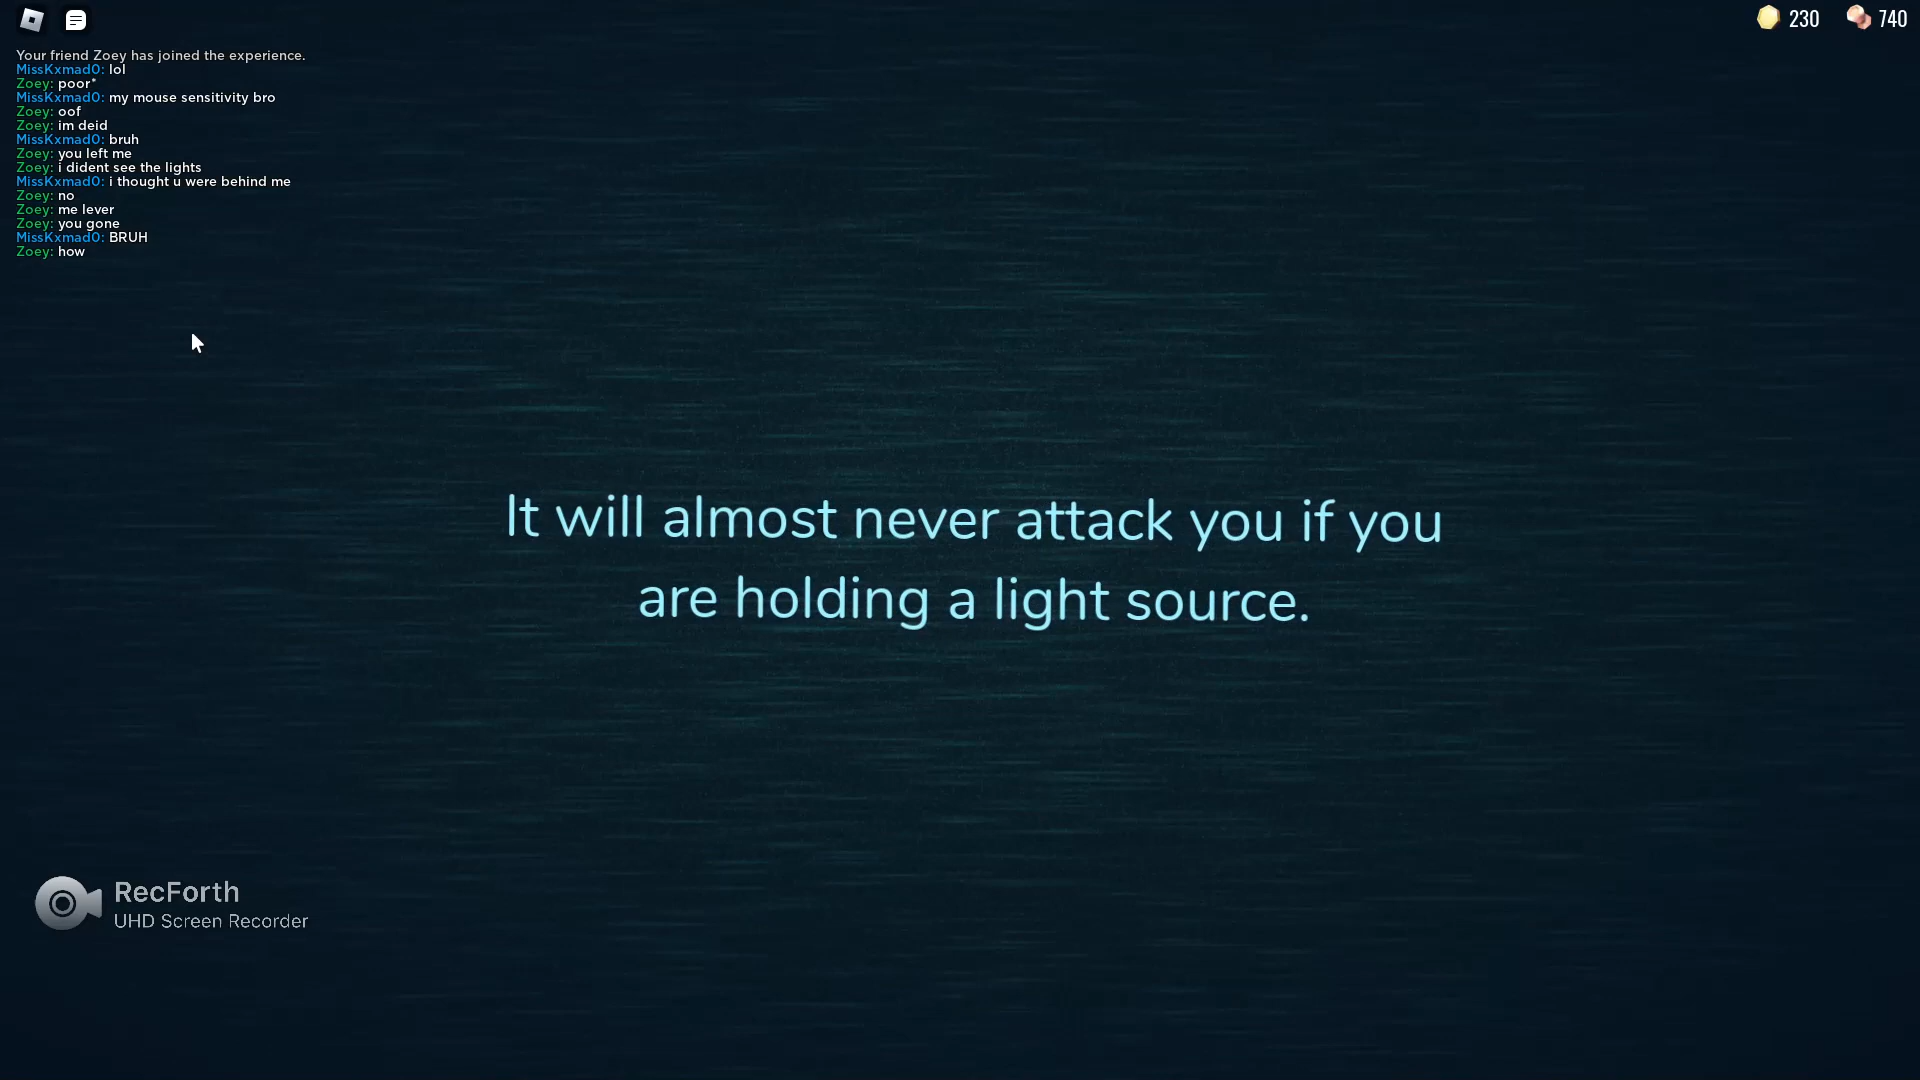 230 740
Your friend Zoey has joined the experience.
MissKxmad0: lol
Zoey: poor*
MissKxmad0: my mouse sensitivity bro
Zoey: oof
Zoey: im deid
MissKxmad0: bruh
Zoey: you left me
Zoey: i dident see the lights
MissKxmad0: i thought u were behind me
Zoey: no
Zoey: me lever
Zoey: you gone
MissKxmad0: BRUH
Zoey: how
It will almost never attack you if you
are holding a light source.
RecForth
UHD Screen Recorder